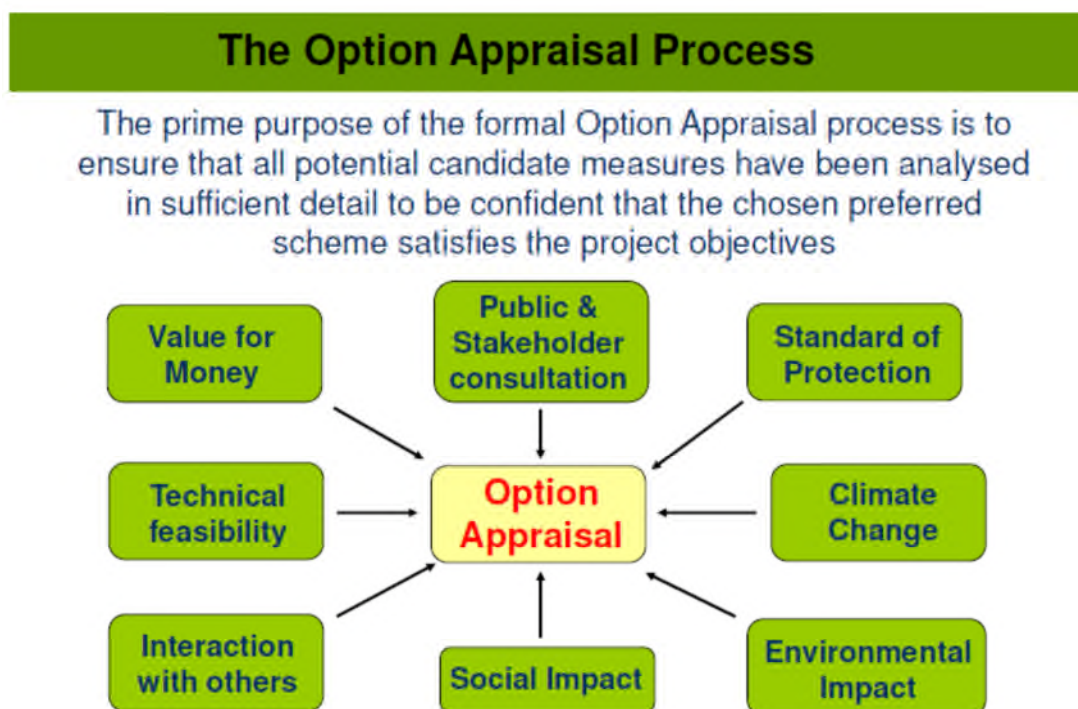 The Option Appraisal Process
The prime purpose of the formal Option Appraisal process is to
ensure that all potential candidate measures have been analysed
in sufficient detail to be confident that the chosen preferred
scheme satisfies the project objectives
Value for
Money
Public &
Stakeholder
consultation
Standard of
Protection
Technical
feasibility
Option
Appraisal
Climate
Change
Interaction
with others
Social Impact
Environmental
Impact